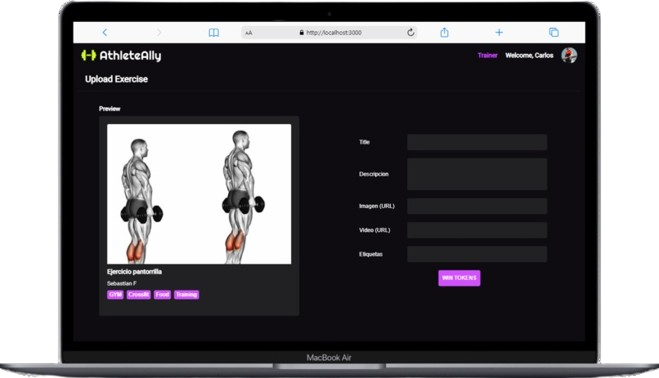 AA
http://localhost:3000
AthleteAlly
Trainer
Welcome, Carlos
Upload Exercise
Preview
Ejercicio pantorrilla
Sebastian F
GYM Crossfit Food Training
Title
Descripcion
Imagen (URL)
Video (URL)
Etiquetas
WIN TOKENS
MacBook Air